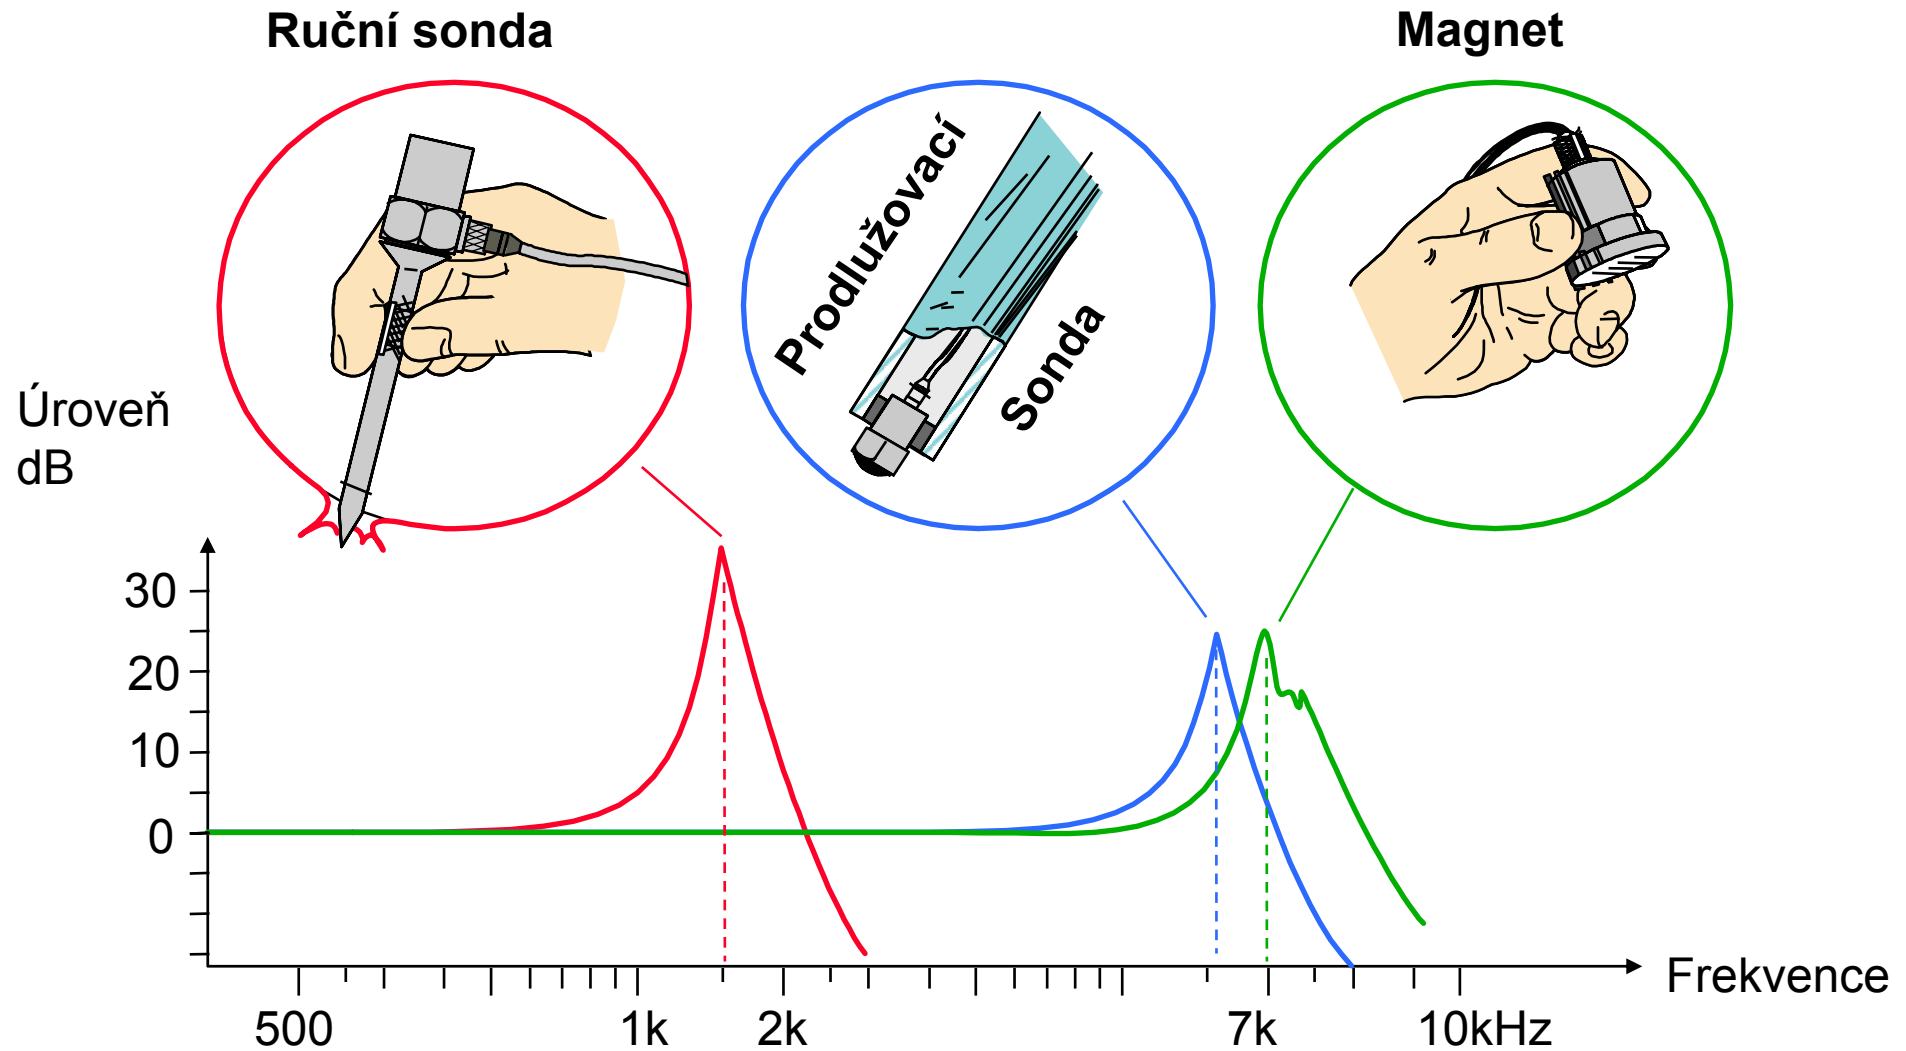 Ruční sonda
Magnet
Prodlužovací
Sonda
Úroveň
dB
30
20
10
0
500
1k
2k
7k
10kHz
Frekvence